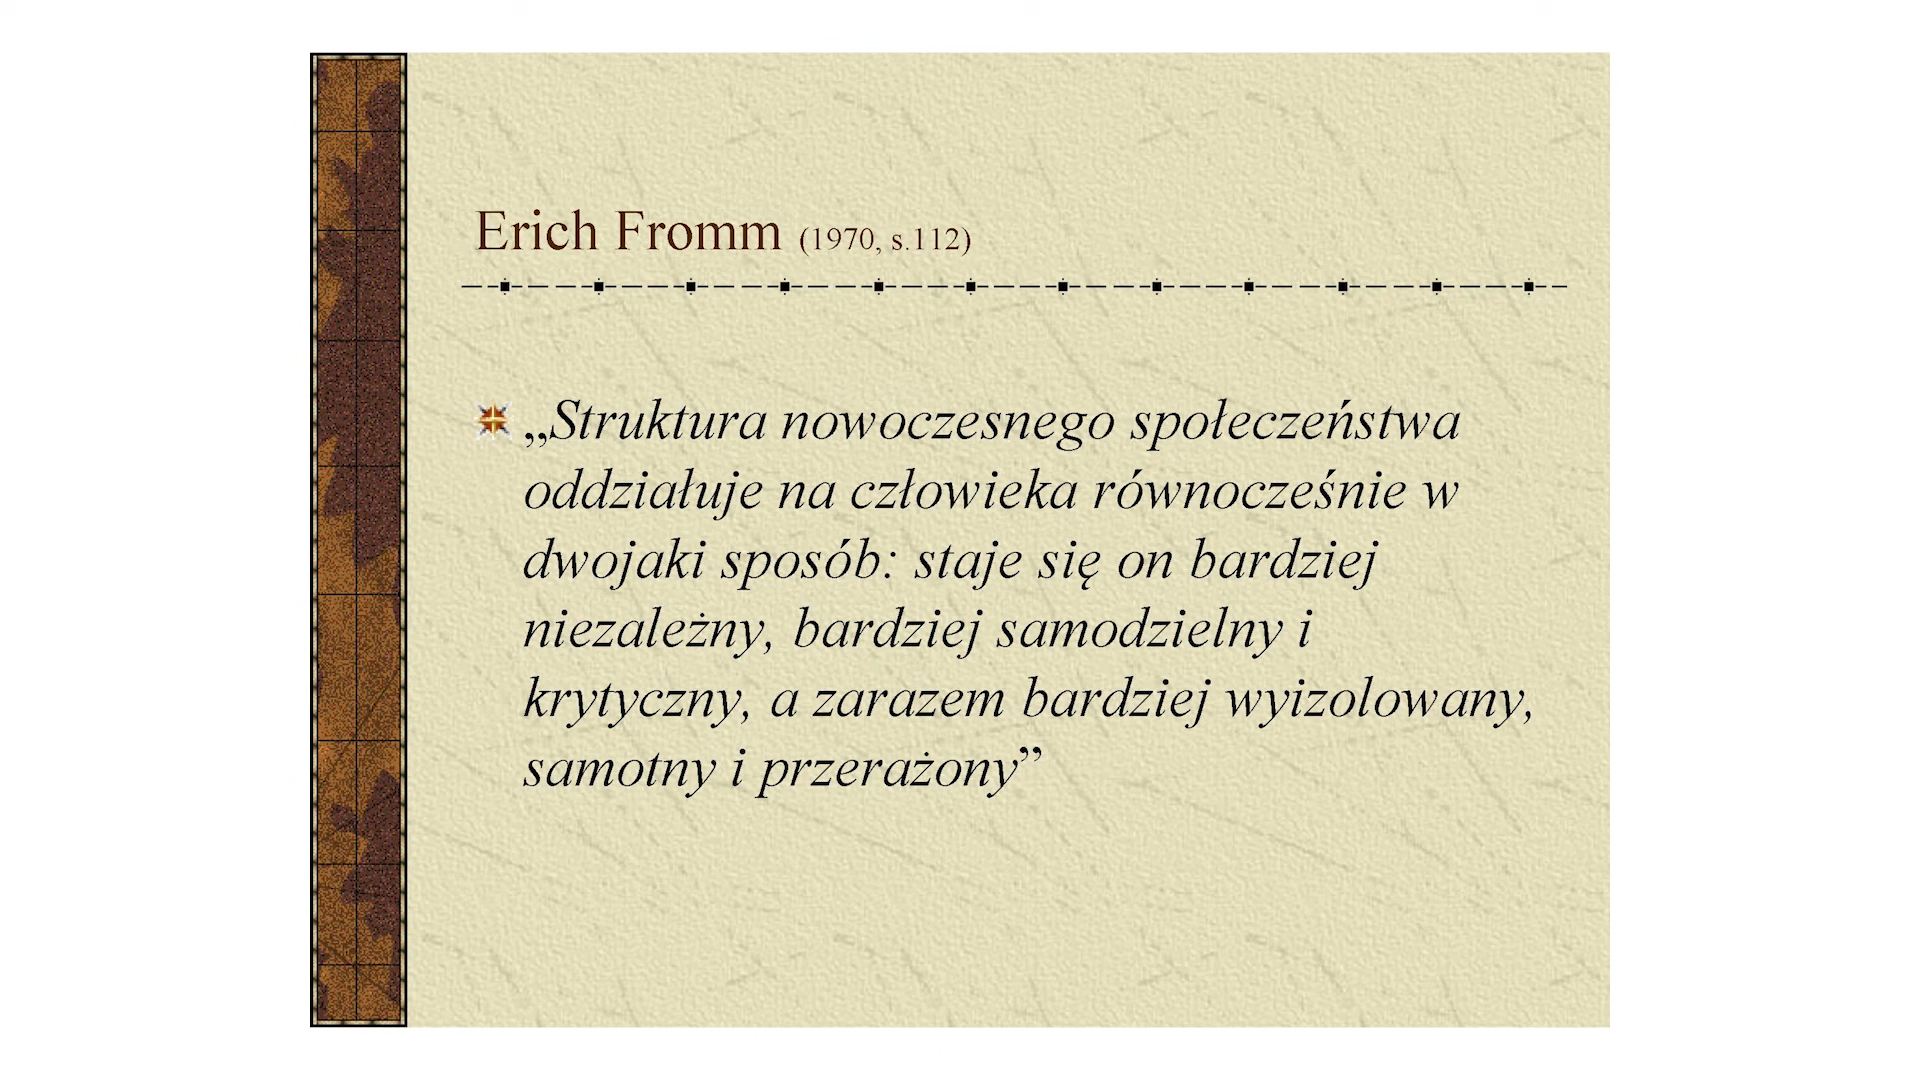 Erich Fromm (1970, s.112)
„Struktura nowoczesnego społeczeństwa
oddziałuje na człowieka równocześnie w
dwojaki sposób: staje się on bardziej
niezależny, bardziej samodzielny i
krytyczny, a zarazem bardziej wyizolowany,
samotny i przerażony”